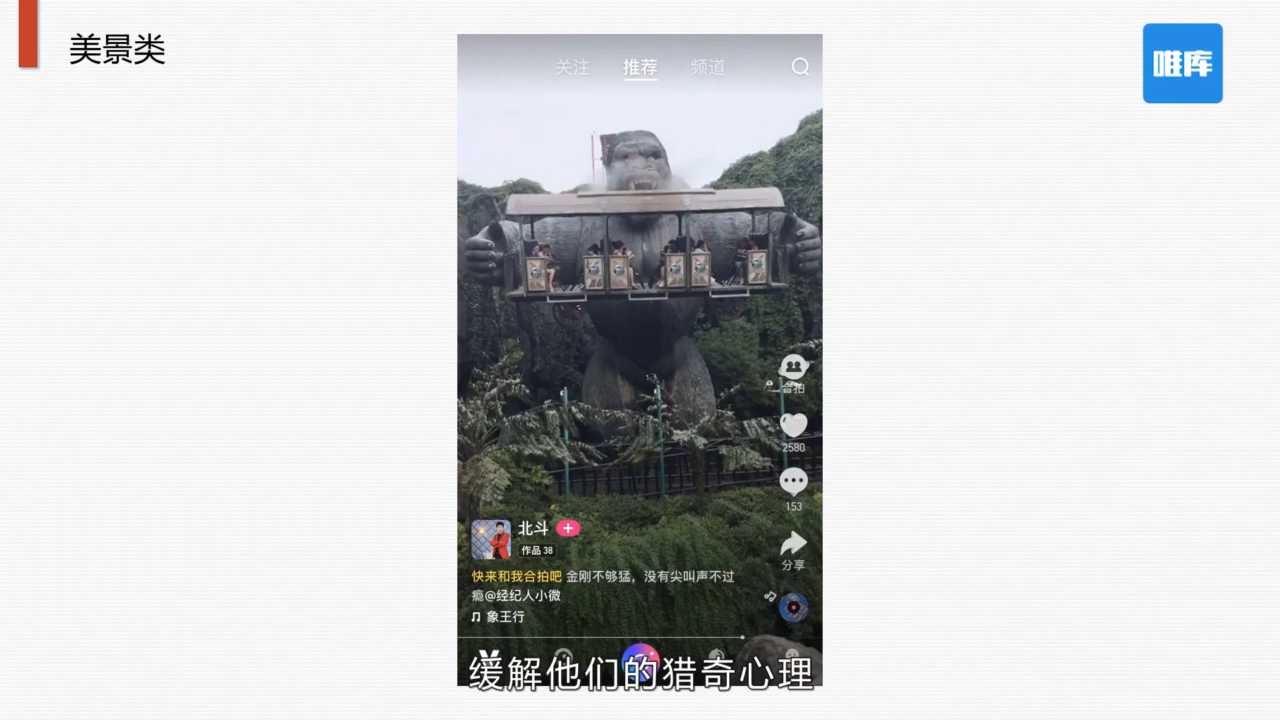 美景类
唯库
关注 推荐 频道
合拍
2580
153
北斗
作品 38
分享
快来和我合拍吧 金刚不够猛，没有尖叫声不过
瘾@经纪人小微
象王行
缓解他们的猎奇心理